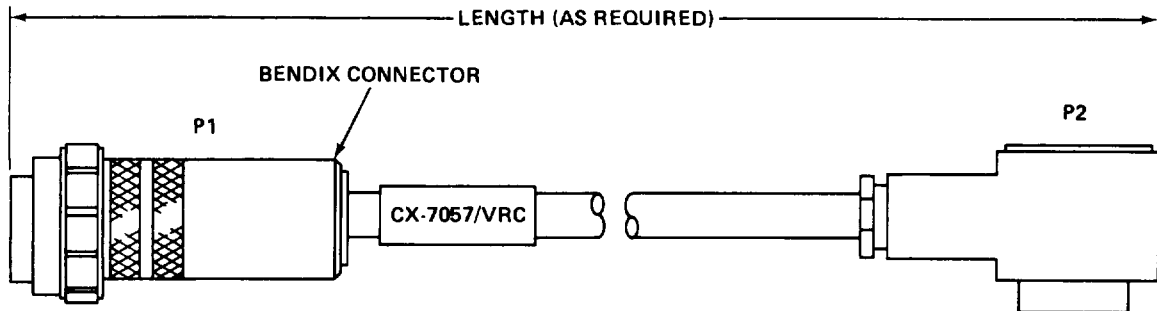 LENGTH (AS REQUIRED)
BENDIX CONNECTOR
P1
P2
CX-7057/VRC